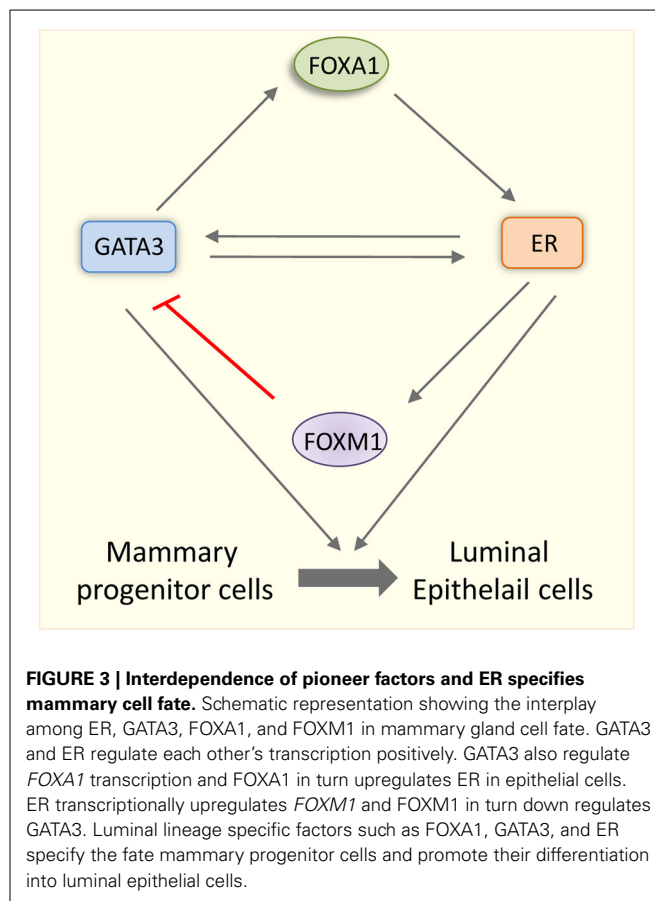 FOXA1
GATA3
ER
FOXM1
Mammary
progenitor cells
Luminal
Epithelail cells
FIGURE 3 | Interdependence of pioneer factors and ER specifies
mammary cell fate. Schematic representation showing the interplay
among ER, GATA3, FOXA1, and FOXM1 in mammary gland cell fate. GATA3
and ER regulate each other's transcription positively. GATA3 also regulate
FOXA1 transcription and FOXA1 in turn upregulates ER in epithelial cells.
ER transcriptionally upregulates FOXM1 and FOXM1 in turn down regulates
GATA3. Luminal lineage specific factors such as FOXA1, GATA3, and ER
specify the fate mammary progenitor cells and promote their differentiation
into luminal epithelial cells.